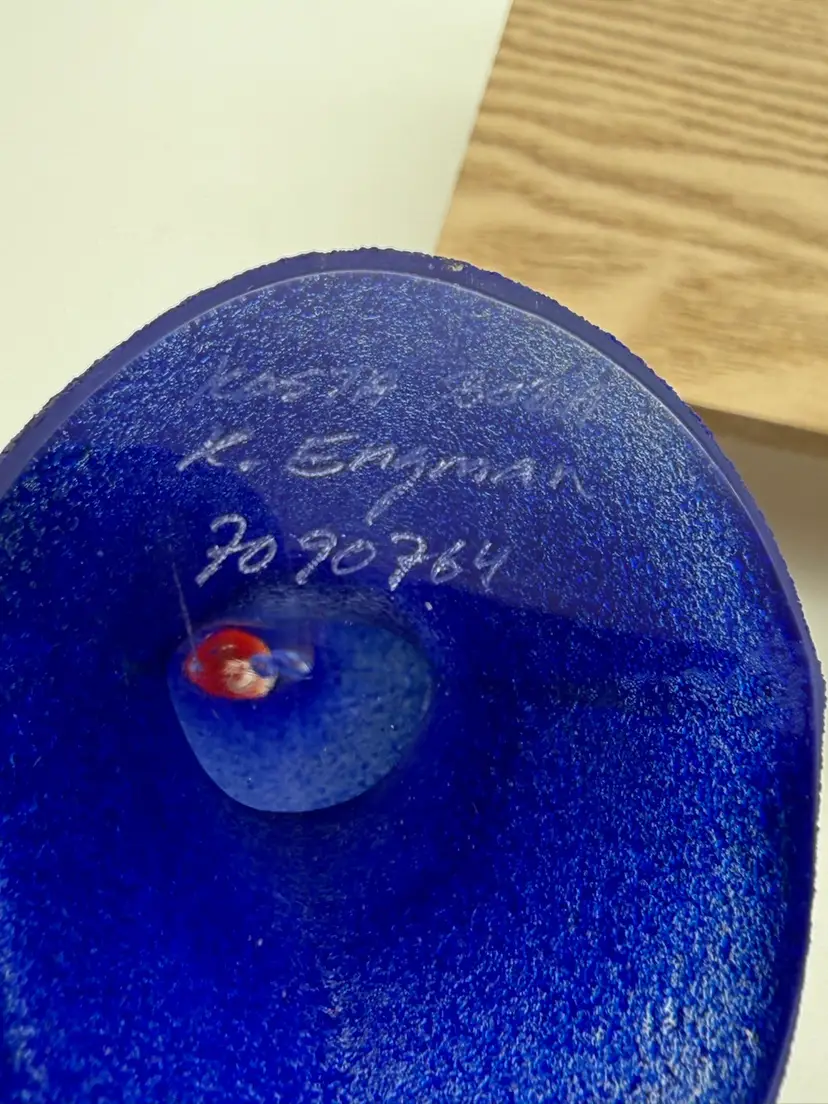 KOSTA BODA
K. Engman
7090764